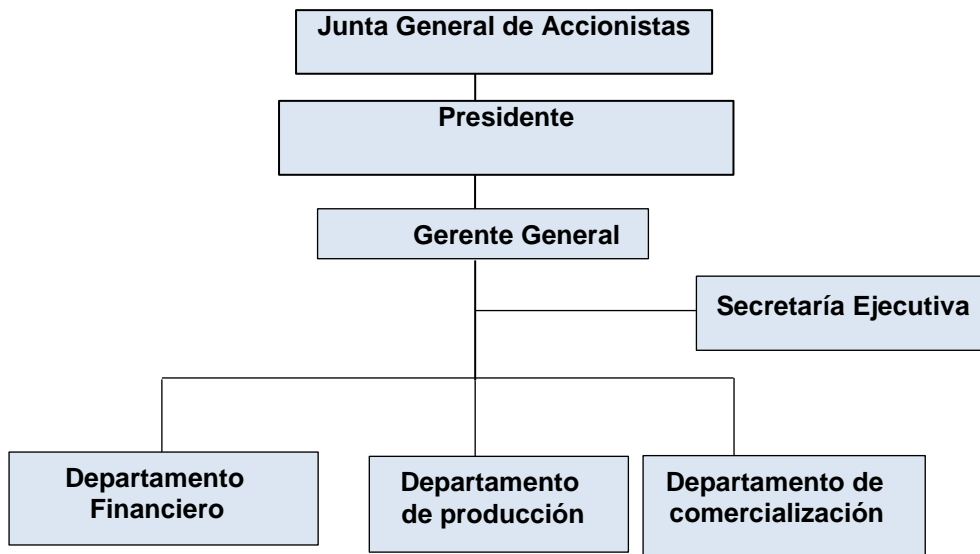 Junta General de Accionistas
Presidente
Gerente General
Secretaría Ejecutiva
Departamento
Financiero
Departamento
de producción
Departamento de
comercialización